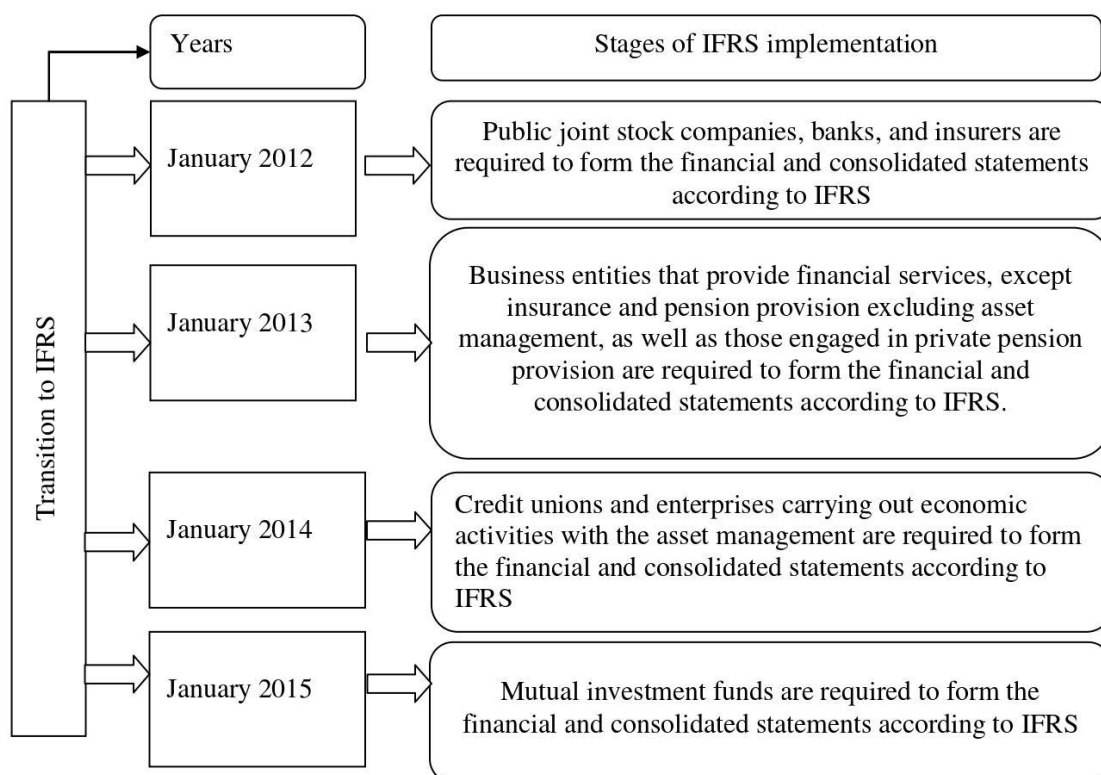 Years
Stages of IFRS implementation
Transition to IFRS
January 2012
Public joint stock companies, banks, and insurers are
required to form the financial and consolidated statements
according to IFRS
January 2013
Business entities that provide financial services, except
insurance and pension provision excluding asset
management, as well as those engaged in private pension
provision are required to form the financial and
consolidated statements according to IFRS.
January 2014
Credit unions and enterprises carrying out economic
activities with the asset management are required to form
the financial and consolidated statements according to
IFRS
January 2015
Mutual investment funds are required to form the
financial and consolidated statements according to IFRS